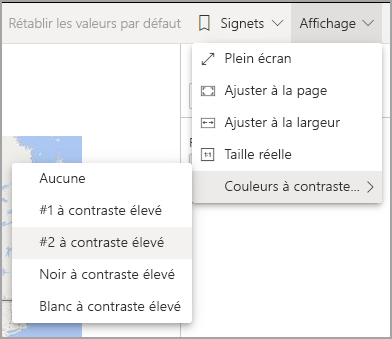 Rétablir les valeurs par défaut
Signets
Affichage
Plein écran
Ajuster à la page
Ajuster à la largeur
Taille réelle
Couleurs à contraste...
Aucune
#1 à contraste élevé
#2 à contraste élevé
Noir à contraste élevé
Blanc à contraste élevé